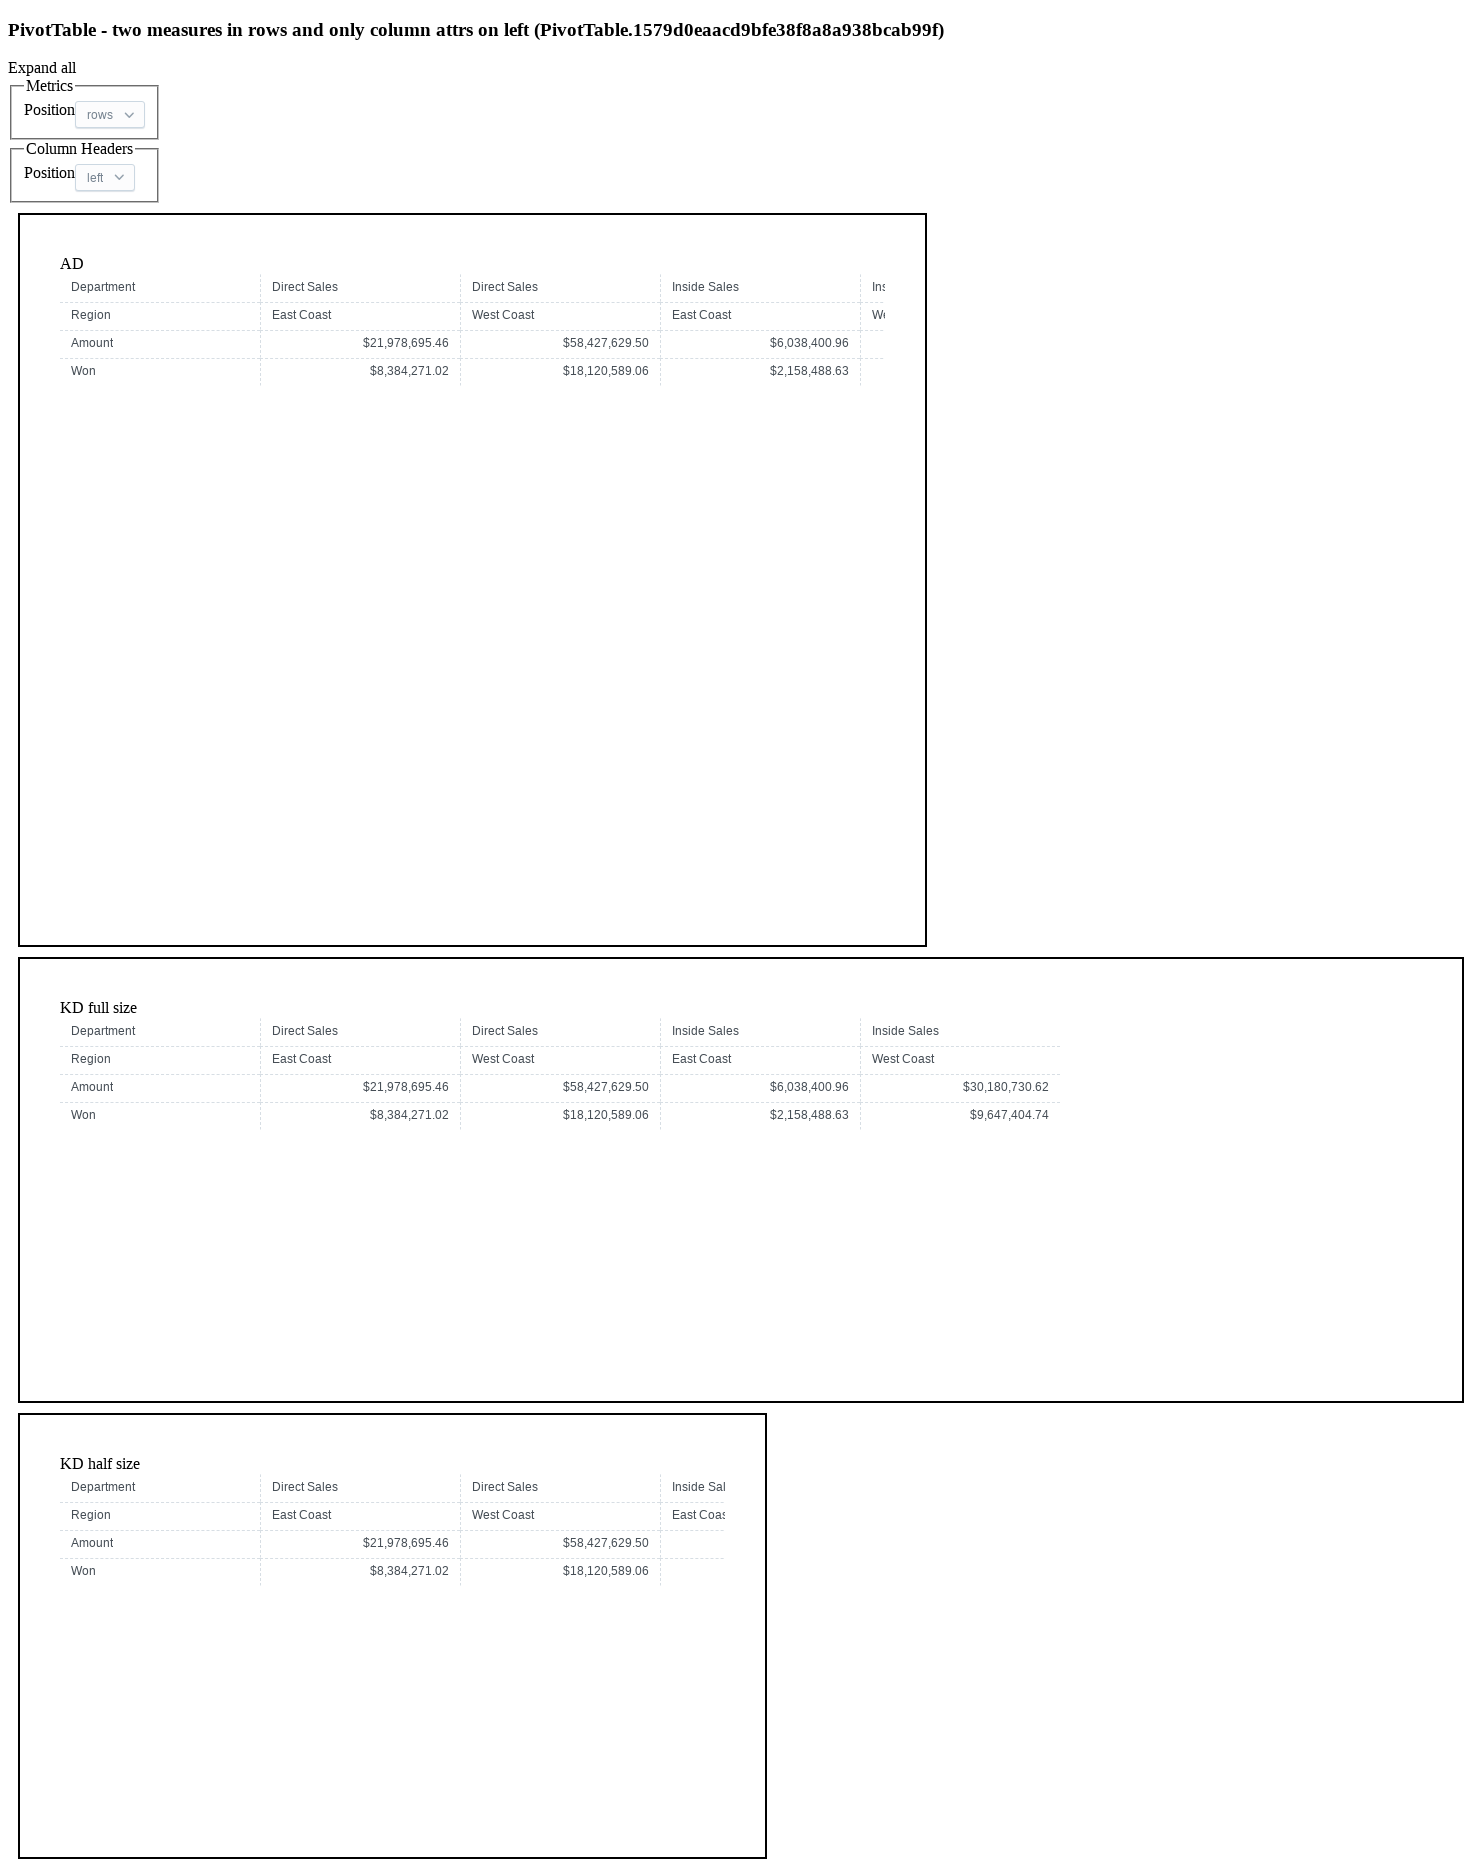 PivotTable - two measures in rows and only column attrs on left (PivotTable.1579d0eaacd9bfe38f8a8a938bcab99f)
Expand all
Metrics
Position rows
Column Headers
Position left
AD
Department Direct Sales Direct Sales Inside Sales
Region East Coast West Coast East Coast
Amount $21,978,695.46 $58,427,629.50 $6,038,400.96
Won $8,384,271.02 $18,120,589.06 $2,158,488.63
KD full size
Department Direct Sales Direct Sales Inside Sales Inside Sales
Region East Coast West Coast East Coast West Coast
Amount $21,978,695.46 $58,427,629.50 $6,038,400.96 $30,180,730.62
Won $8,384,271.02 $18,120,589.06 $2,158,488.63 $9,647,404.74
KD half size
Department Direct Sales Direct Sales Inside Sal
Region East Coast West Coast East Coas
Amount $21,978,695.46 $58,427,629.50
Won $8,384,271.02 $18,120,589.06